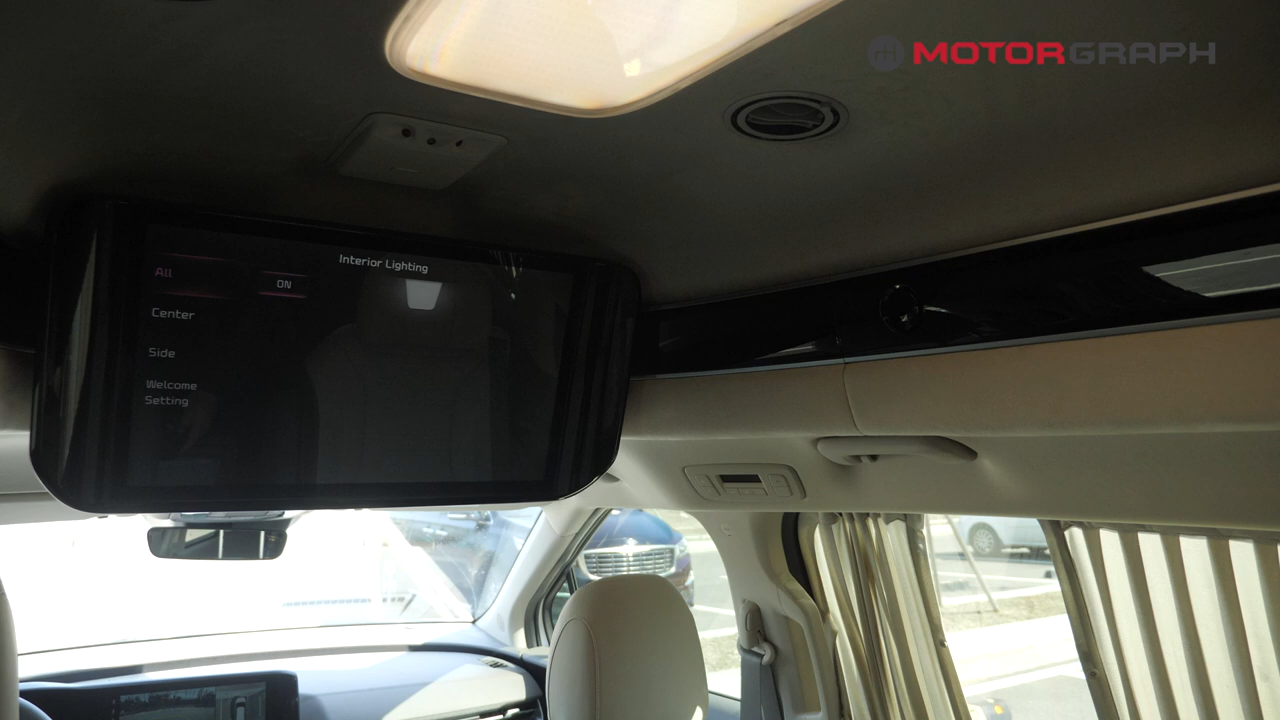 MOTORGRAPH
Interior Lighting
All
ON
Center
Side
Welcome
Setting